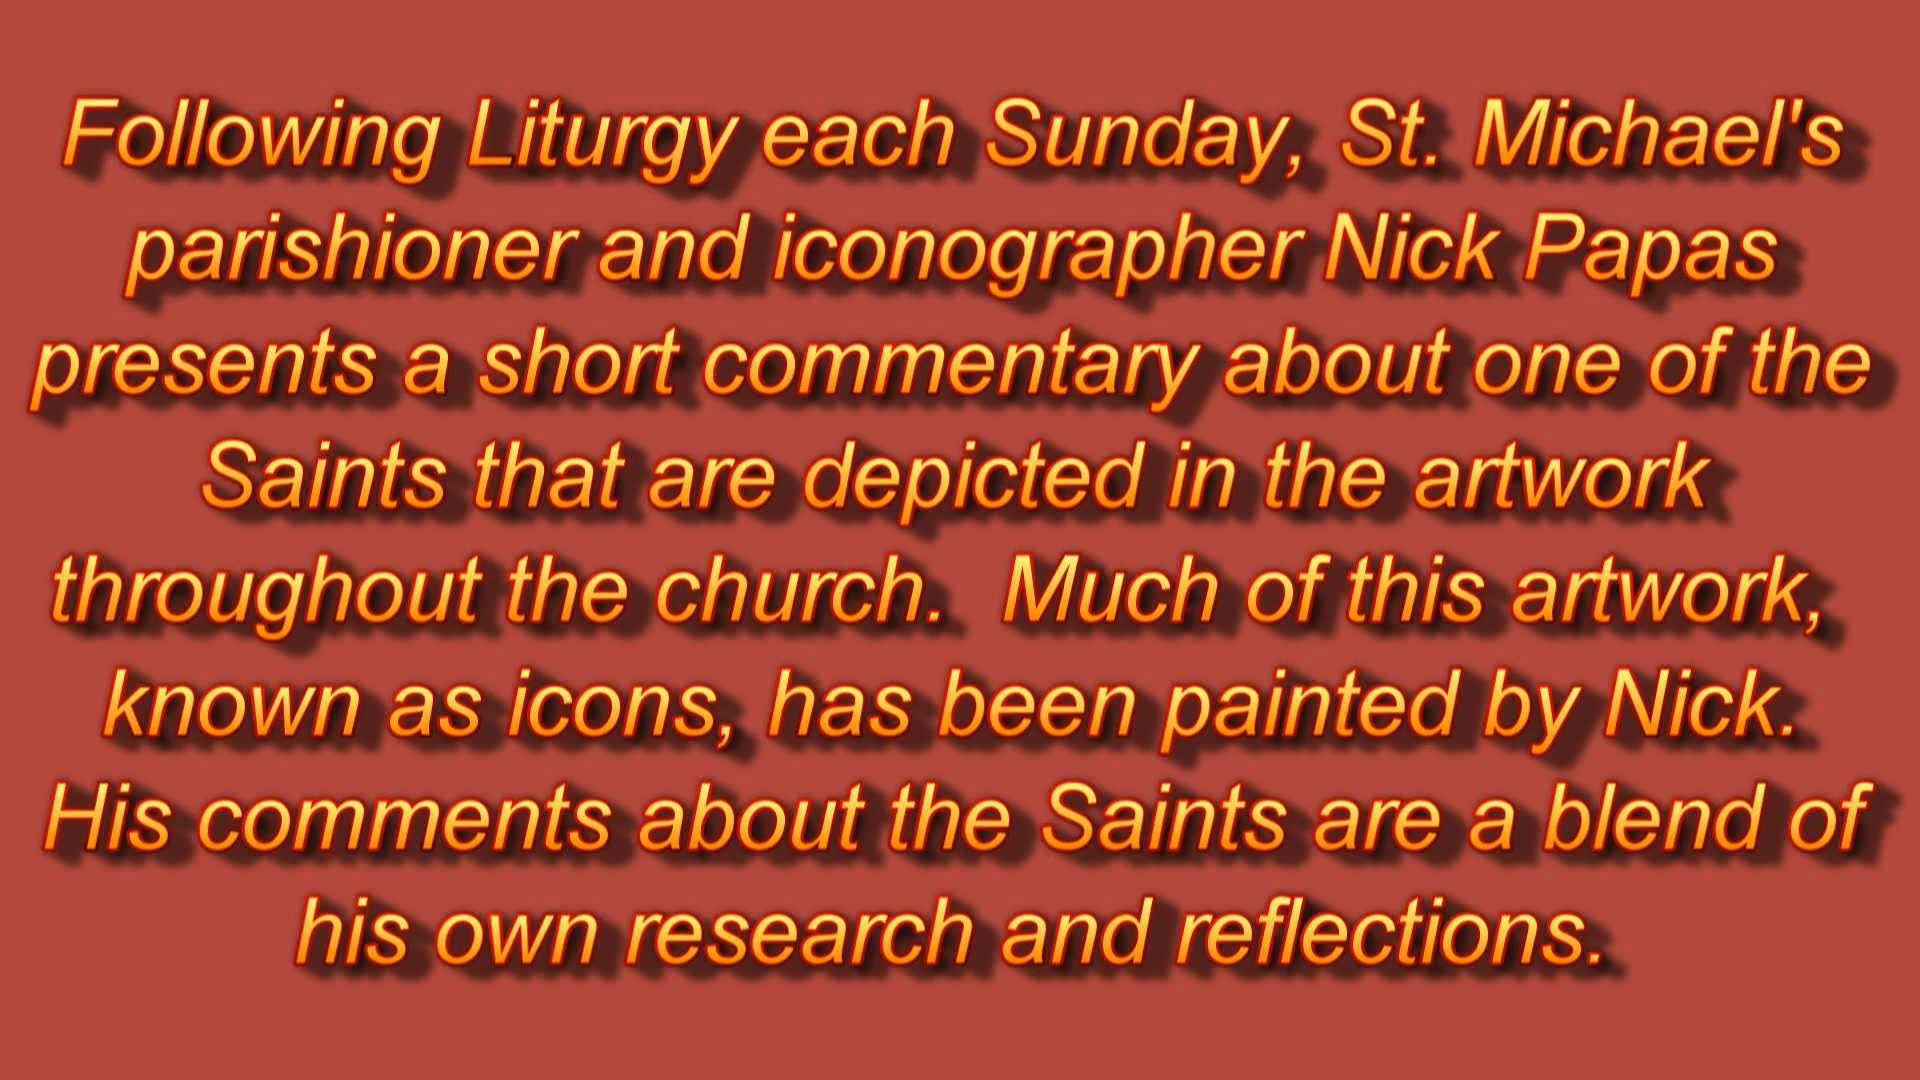 Following Liturgy each Sunday, St. Michael's
parishioner and iconographer Nick Papas
presents a short commentary about one of the
Saints that are depicted in the artwork
throughout the church.  Much of this artwork,
known as icons, has been painted by Nick.
His comments about the Saints are a blend of
his own research and reflections.